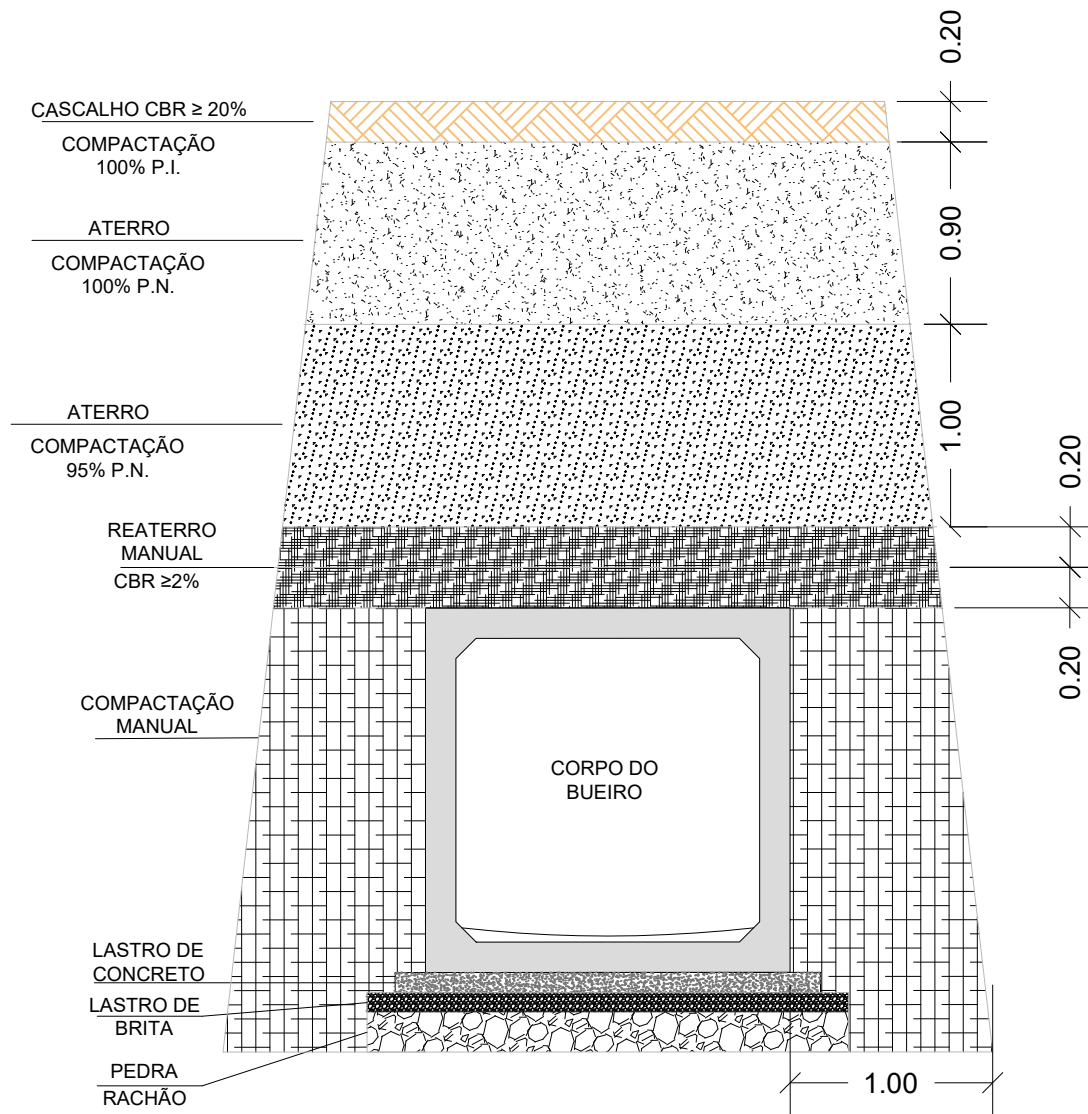 0.20
CASCALHO CBR ≥ 20%
COMPACTAÇÃO
100% P.I.
ATERRO
COMPACTAÇÃO
100% P.N.
0.90
ATERRO
COMPACTAÇÃO
95% P.N.
1.00
0.20
REATERRO
MANUAL
CBR ≥2%
0.20
COMPACTAÇÃO
MANUAL
CORPO DO
BUEIRO
LASTRO DE
CONCRETO
LASTRO DE
BRITA
PEDRA
RACHÃO
1.00